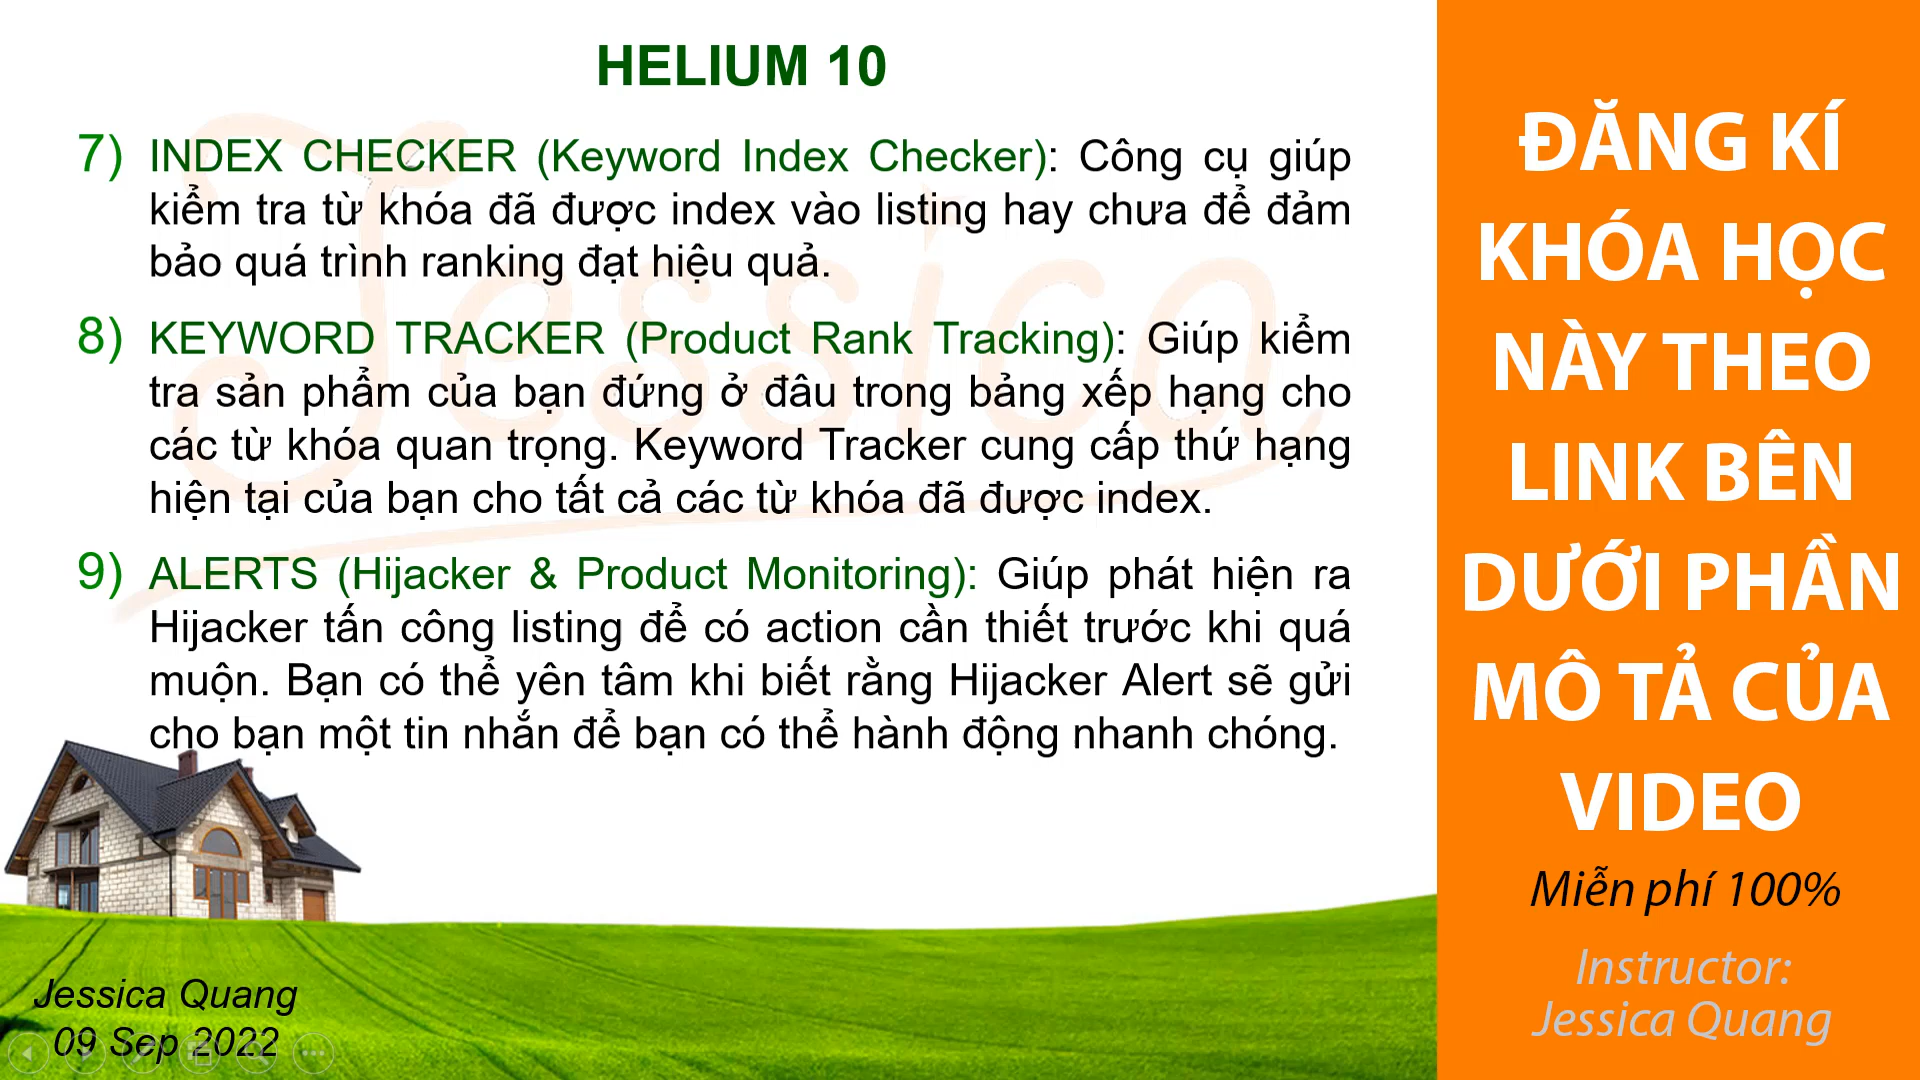 HELIUM 10
7) INDEX CHECKER (Keyword Index Checker): Công cụ giúp
kiểm tra từ khóa đã được index vào listing hay chưa để đảm
bảo quá trình ranking đạt hiệu quả.
8) KEYWORD TRACKER (Product Rank Tracking): Giúp kiểm
tra sản phẩm của bạn đứng ở đâu trong bảng xếp hạng cho
các từ khóa quan trọng. Keyword Tracker cung cấp thứ hạng
hiện tại của bạn cho tất cả các từ khóa đã được index.
9) ALERTS (Hijacker & Product Monitoring): Giúp phát hiện ra
Hijacker tấn công listing để có action cần thiết trước khi quá
muộn. Bạn có thể yên tâm khi biết rằng Hijacker Alert sẽ gửi
cho bạn một tin nhắn để bạn có thể hành động nhanh chóng.
Jessica
Jessica Quang
09 Sep 2022
ĐĂNG KÍ
KHÓA HỌC
NÀY THEO
LINK BÊN
DƯỚI PHẦN
MÔ TẢ CỦA
VIDEO
Miễn phí 100%
Instructor:
Jessica Quang